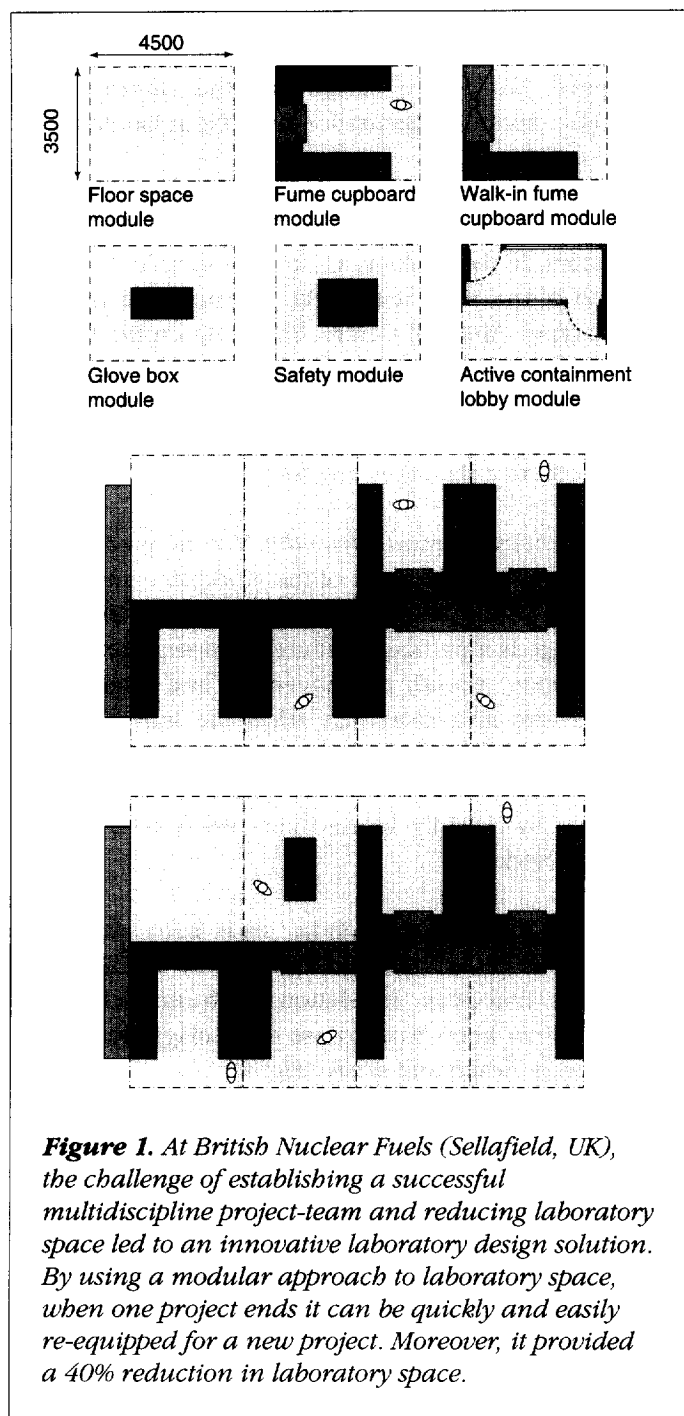 4500
3500
Floor space
module
Fume cupboard
module
Walk-in fume
cupboard module
Glove box
module
Safety module
Active containment
lobby module
Figure 1. At British Nuclear Fuels (Sellafield, UK),
the challenge of establishing a successful
multidiscipline project-team and reducing laboratory
space led to an innovative laboratory design solution.
By using a modular approach to laboratory space,
when one project ends it can be quickly and easily
re-equipped for a new project. Moreover, it provided
a 40% reduction in laboratory space.